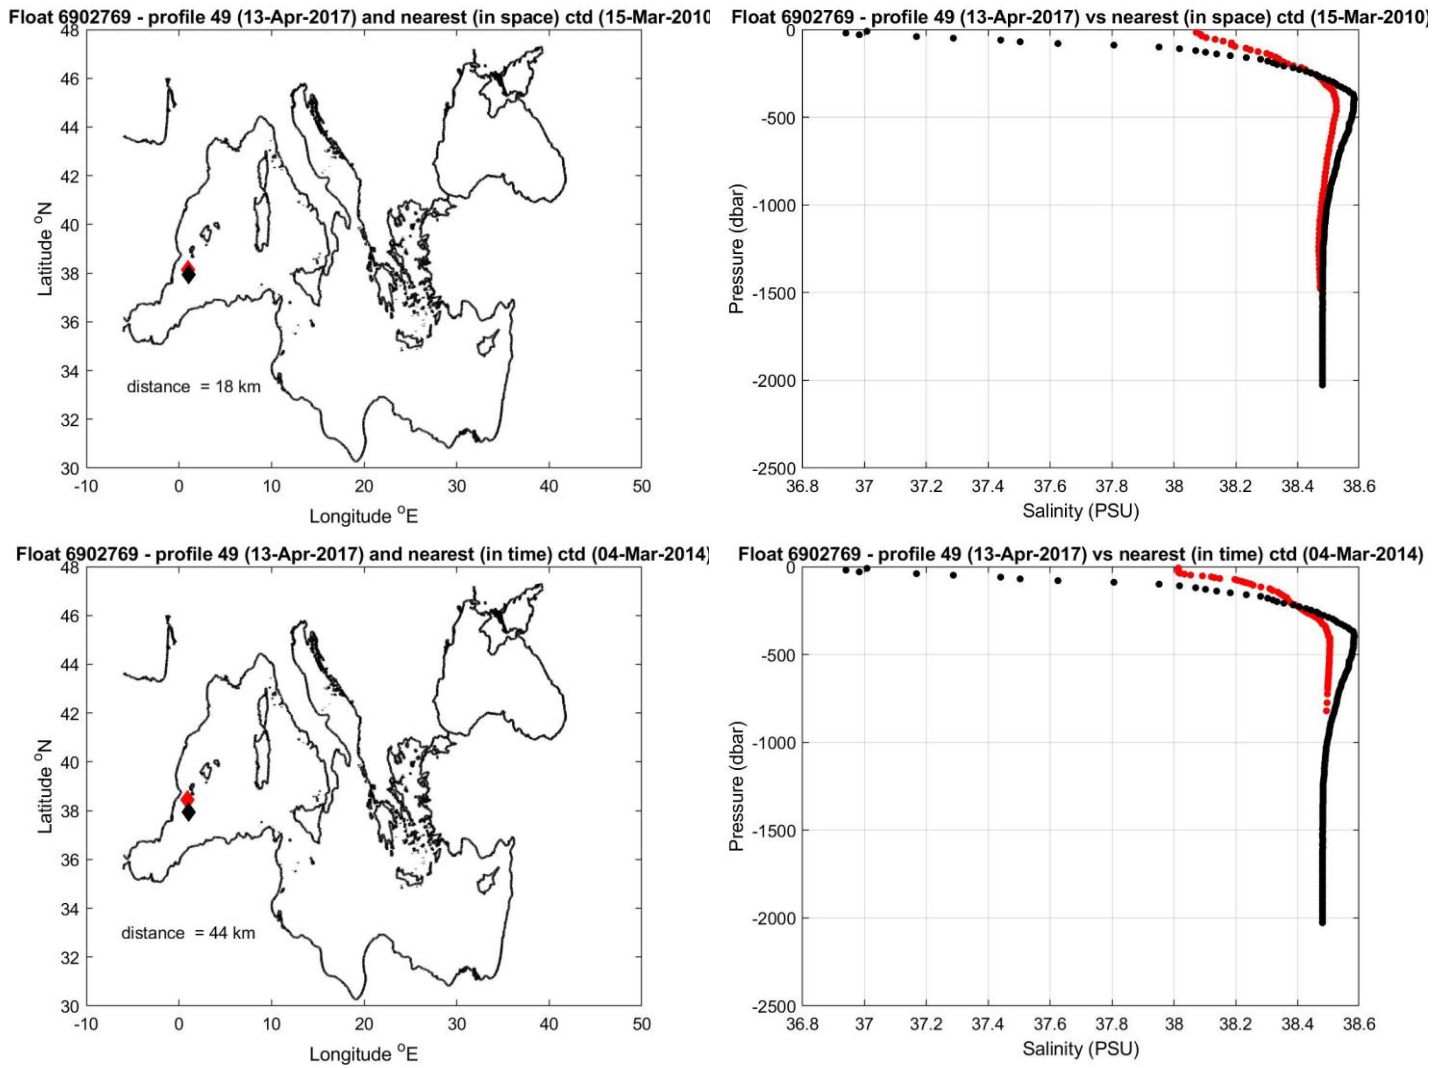 Float 6902769 - profile 49 (13-Apr-2017) and nearest (in space) ctd (15-Mar-2010)
48
46
44
42
40
38
36
34
32
30
Latitude °N
distance = 18 km
-10 0 10 20 30 40 50
Longitude °E
Float 6902769 - profile 49 (13-Apr-2017) vs nearest (in space) ctd (15-Mar-2010)
0
-500
-1000
-1500
-2000
-2500
Pressure (dbar)
36.8 37 37.2 37.4 37.6 37.8 38 38.2 38.4 38.6
Salinity (PSU)
Float 6902769 - profile 49 (13-Apr-2017) and nearest (in time) ctd (04-Mar-2014)
48
46
44
42
40
38
36
34
32
30
Latitude °N
distance = 44 km
-10 0 10 20 30 40 50
Longitude °E
Float 6902769 - profile 49 (13-Apr-2017) vs nearest (in time) ctd (04-Mar-2014)
0
-500
-1000
-1500
-2000
-2500
Pressure (dbar)
36.8 37 37.2 37.4 37.6 37.8 38 38.2 38.4 38.6
Salinity (PSU)